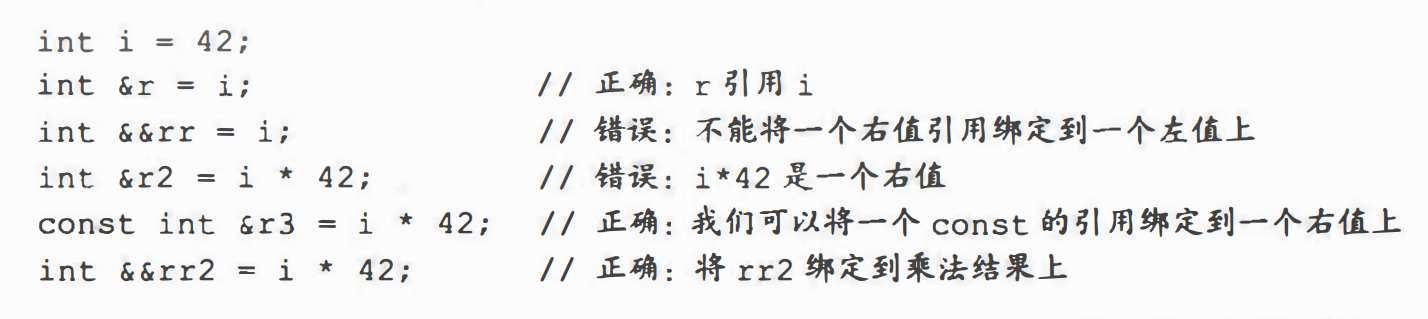 int i = 42;
int &r = i; // 正确：r 引用 i
int &&rr = i; // 错误：不能将一个右值引用绑定到一个左值上
int &r2 = i * 42; // 错误：i*42 是一个右值
const int &r3 = i * 42; // 正确：我们可以将一个 const 的引用绑定到一个右值上
int &&rr2 = i * 42; // 正确：将 rr2 绑定到乘法结果上